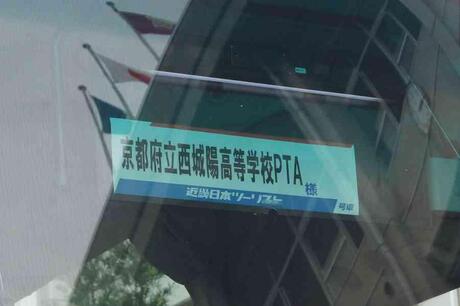 京都府立西城陽高等学校PTA
様
近畿日本ツーリスト
号車